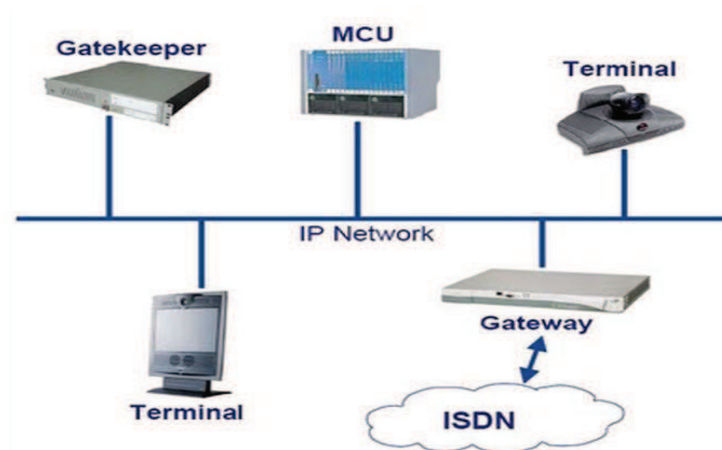 Gatekeeper
MCU
Terminal
IP Network
Gateway
Terminal
ISDN